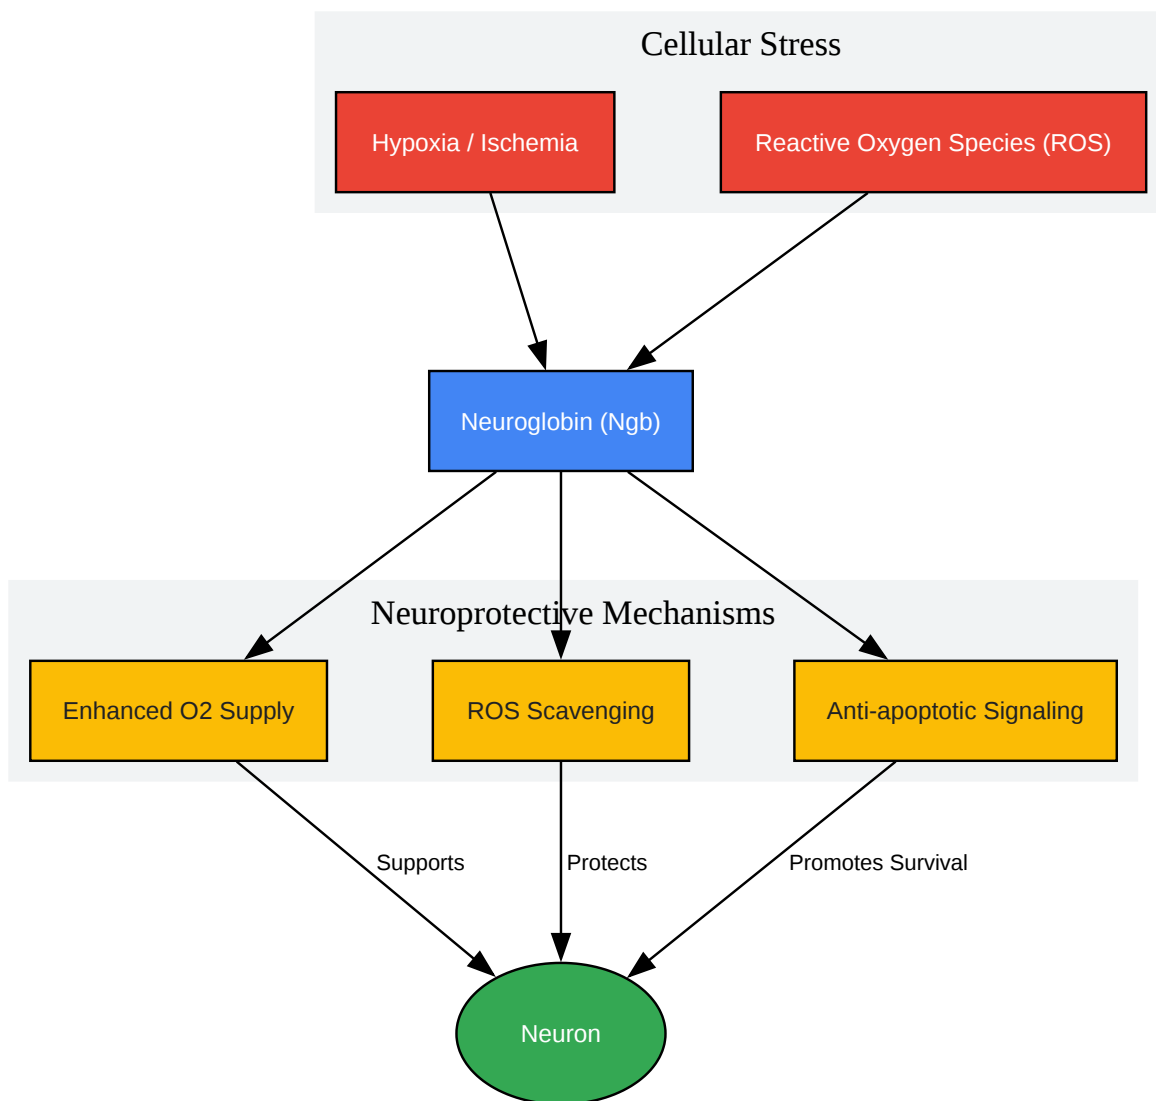 Cellular Stress
Hypoxia / Ischemia
Reactive Oxygen Species (ROS)
Neuroglobin (Ngb)
Neuroprotective Mechanisms
Enhanced O2 Supply
ROS Scavenging
Anti-apoptotic Signaling
Supports
Protects
Promotes Survival
Neuron